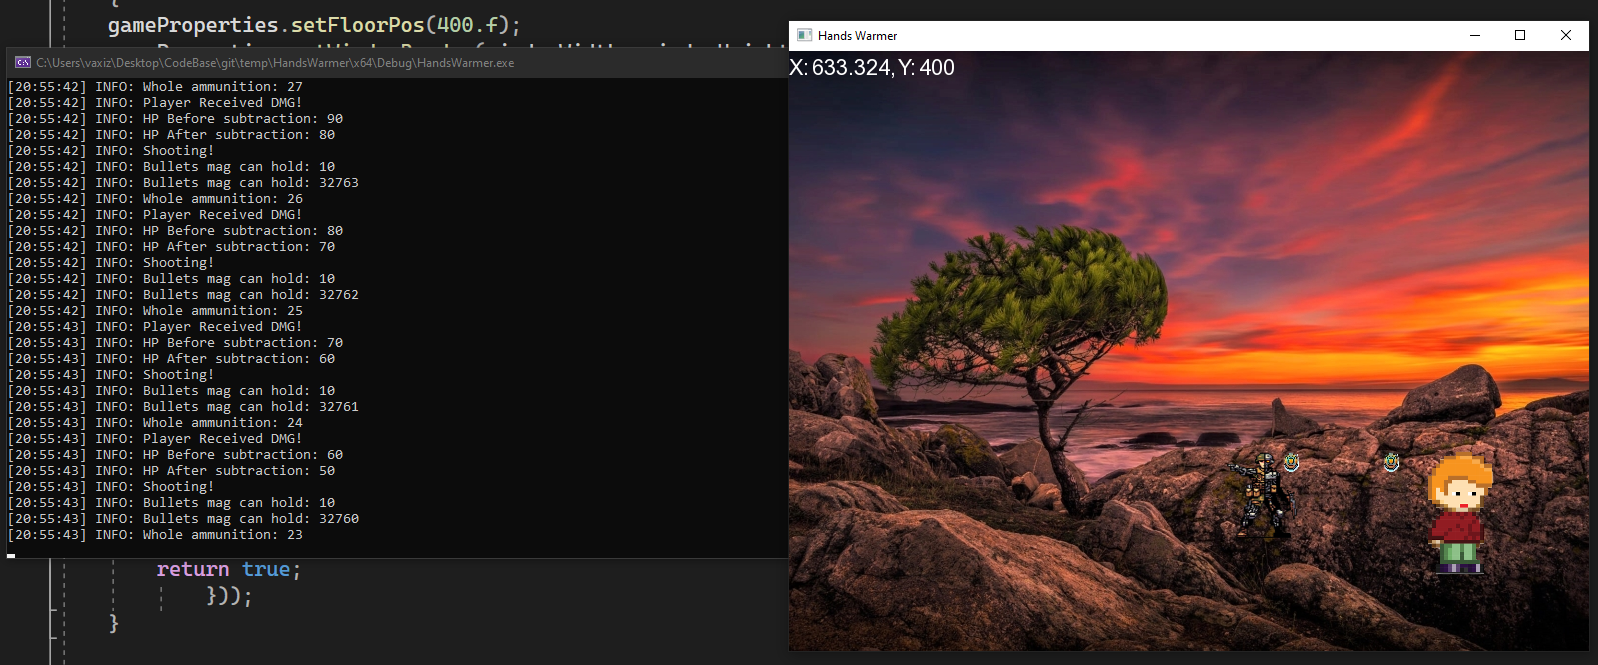 {
gameProperties.setFloorPos(400.f);
C:\Users\vaxiz\Desktop\CodeBase\git\temp\HandsWarmer\x64\Debug\HandsWarmer.exe
[20:55:42] INFO: Whole ammunition: 27
[20:55:42] INFO: Player Received DMG!
[20:55:42] INFO: HP Before subtraction: 90
[20:55:42] INFO: HP After subtraction: 80
[20:55:42] INFO: Shooting!
[20:55:42] INFO: Bullets mag can hold: 10
[20:55:42] INFO: Bullets mag can hold: 32763
[20:55:42] INFO: Whole ammunition: 26
[20:55:42] INFO: Player Received DMG!
[20:55:42] INFO: HP Before subtraction: 80
[20:55:42] INFO: HP After subtraction: 70
[20:55:42] INFO: Shooting!
[20:55:42] INFO: Bullets mag can hold: 10
[20:55:42] INFO: Bullets mag can hold: 32762
[20:55:42] INFO: Whole ammunition: 25
[20:55:43] INFO: Player Received DMG!
[20:55:43] INFO: HP Before subtraction: 70
[20:55:43] INFO: HP After subtraction: 60
[20:55:43] INFO: Shooting!
[20:55:43] INFO: Bullets mag can hold: 10
[20:55:43] INFO: Bullets mag can hold: 32761
[20:55:43] INFO: Whole ammunition: 24
[20:55:43] INFO: Player Received DMG!
[20:55:43] INFO: HP Before subtraction: 60
[20:55:43] INFO: HP After subtraction: 50
[20:55:43] INFO: Shooting!
[20:55:43] INFO: Bullets mag can hold: 10
[20:55:43] INFO: Bullets mag can hold: 32760
[20:55:43] INFO: Whole ammunition: 23
return true;
}));
}
Hands Warmer
X: 633.324, Y: 400